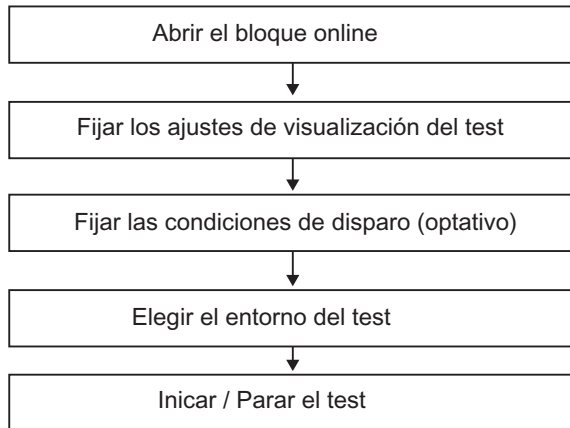 Abrir el bloque online
Fijar los ajustes de visualización del test
Fijar las condiciones de disparo (optativo)
Elegir el entorno del test
Inicar / Parar el test